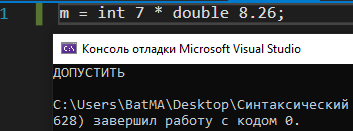 1 m = int 7 * double 8.26;
Консоль отладки Microsoft Visual Studio
ДОПУСТИТЬ
C:\Users\BatMA\Desktop\Синтаксический
628) завершил работу с кодом 0.